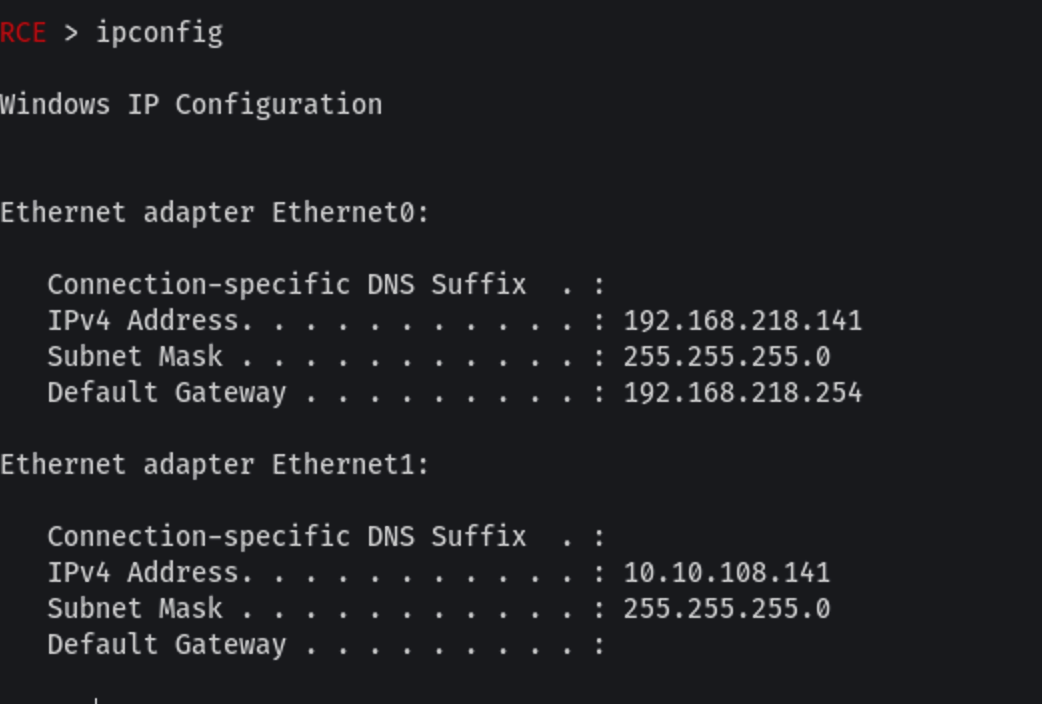 RCE > ipconfig
Windows IP Configuration
Ethernet adapter Ethernet0:
Connection-specific DNS Suffix  . :
IPv4 Address. . . . . . . . . . . : 192.168.218.141
Subnet Mask . . . . . . . . . . . : 255.255.255.0
Default Gateway . . . . . . . . . : 192.168.218.254
Ethernet adapter Ethernet1:
Connection-specific DNS Suffix  . :
IPv4 Address. . . . . . . . . . . : 10.10.108.141
Subnet Mask . . . . . . . . . . . : 255.255.255.0
Default Gateway . . . . . . . . . :